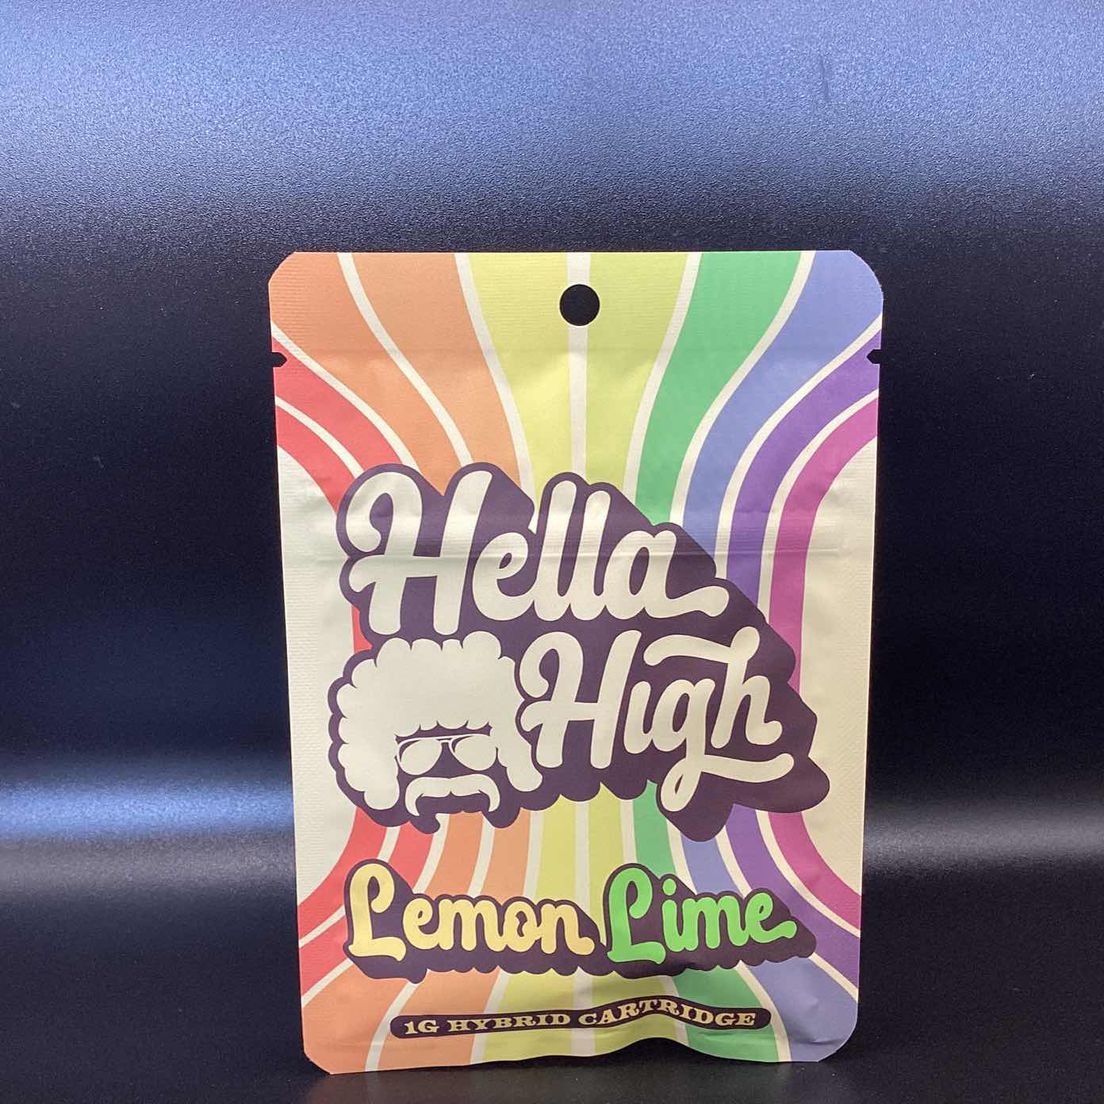 Hella
High
Lemon Lime
1G HYBRID CARTRIDGE